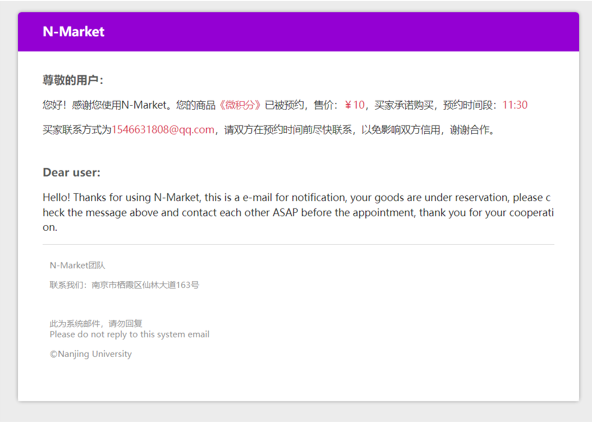 N-Market
尊敬的用户：
您好！感谢您使用N-Market。您的商品《微积分》已被预约，售价：￥10，买家承诺购买，预约时间段：11:30
买家联系方式为1546631808@qq.com，请双方在预约时间前尽快联系，以免影响双方信用，谢谢合作。
Dear user:
Hello! Thanks for using N-Market, this is a e-mail for notification, your goods are under reservation, please c
heck the message above and contact each other ASAP before the appointment, thank you for your cooperati
on.
N-Market团队
联系我们：南京市栖霞区仙林大道163号
此为系统邮件，请勿回复
Please do not reply to this system email
©Nanjing University